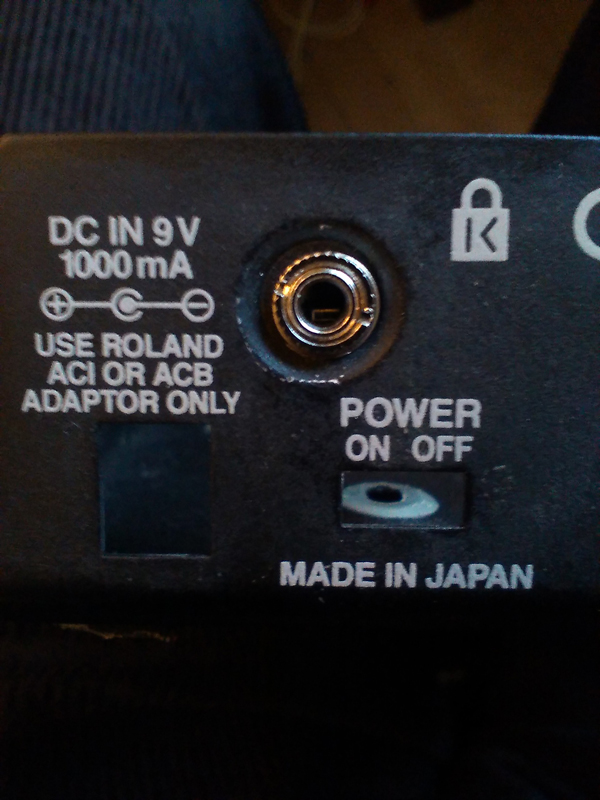 DC IN 9V
1000mA
USE ROLAND
ACI OR ACB
ADAPTOR ONLY
K
POWER
ON OFF
MADE IN JAPAN